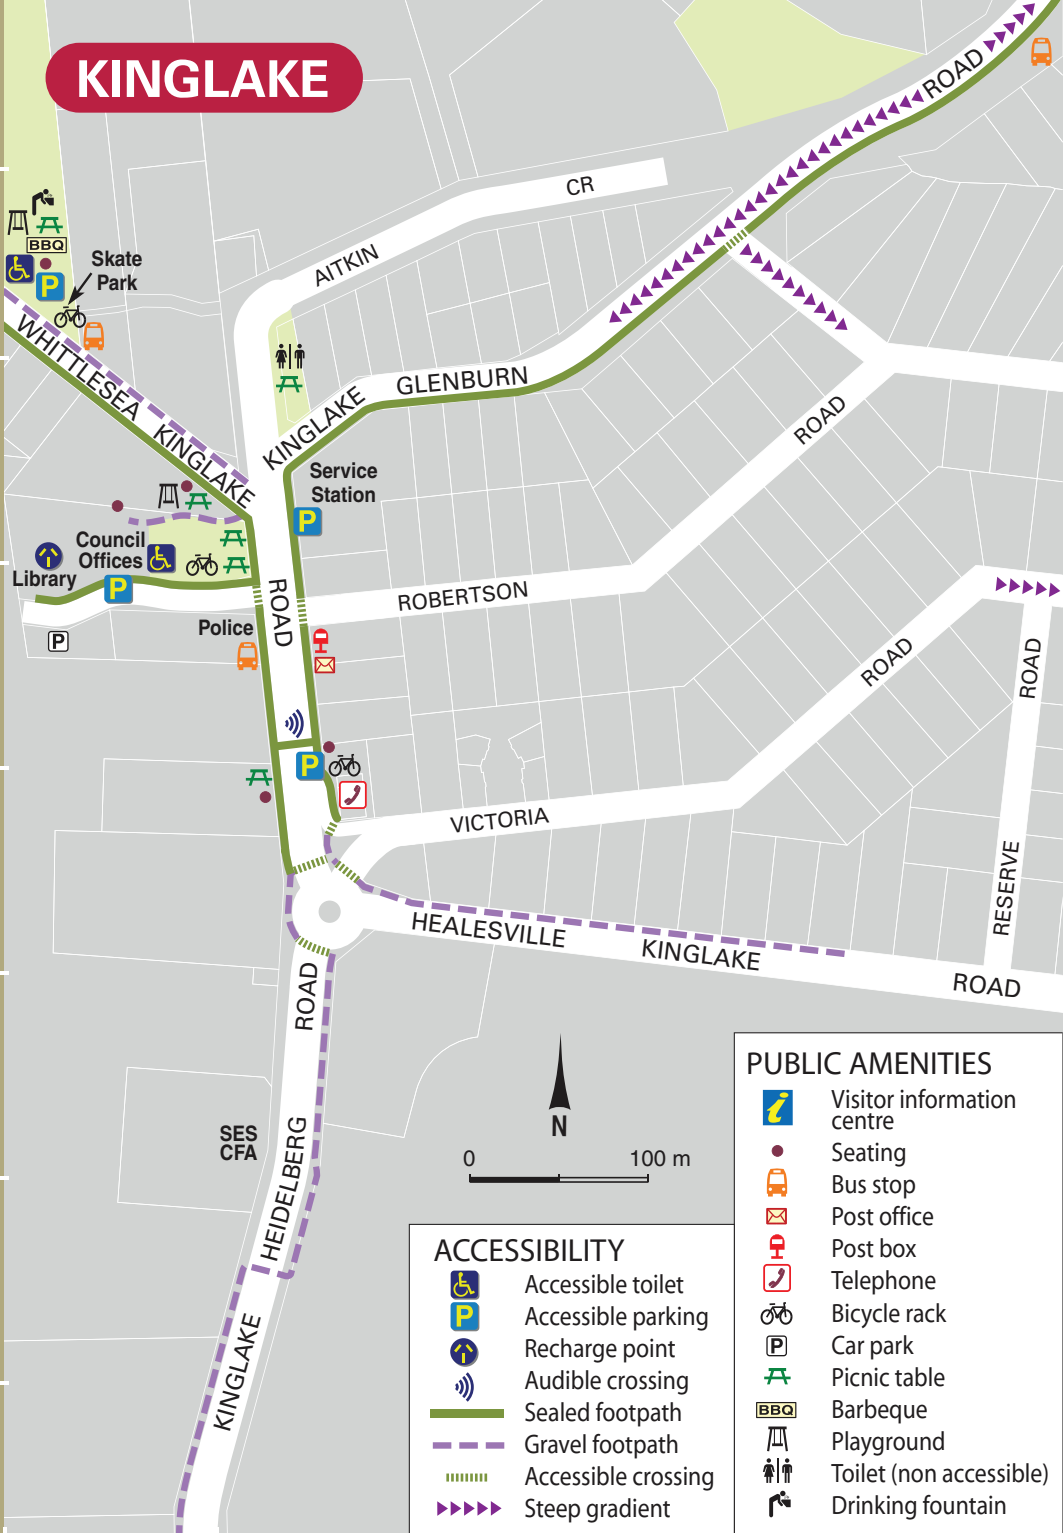 KINGLAKE
ROAD
CR
AITKIN
BBQ
Skate
Park
P
WHITTLESEA
KINGLAKE
GLENBURN
KINGLAKE
ROAD
Service
Station
P
Council
Offices
Library
P
P
ROAD
ROBERTSON
Police
ROAD
ROAD
P
VICTORIA
RESERVE
HEALESVILLE
KINGLAKE
ROAD
ROAD
SES
CFA
HEIDELBERG
KINGLAKE
N
0 100 m
ACCESSIBILITY
Accessible toilet
P Accessible parking
Recharge point
Audible crossing
Sealed footpath
Gravel footpath
Accessible crossing
Steep gradient
PUBLIC AMENITIES
i Visitor information
centre
Seating
Bus stop
Post office
Post box
Telephone
Bicycle rack
P Car park
Picnic table
BBQ Barbeque
Playground
Toilet (non accessible)
Drinking fountain